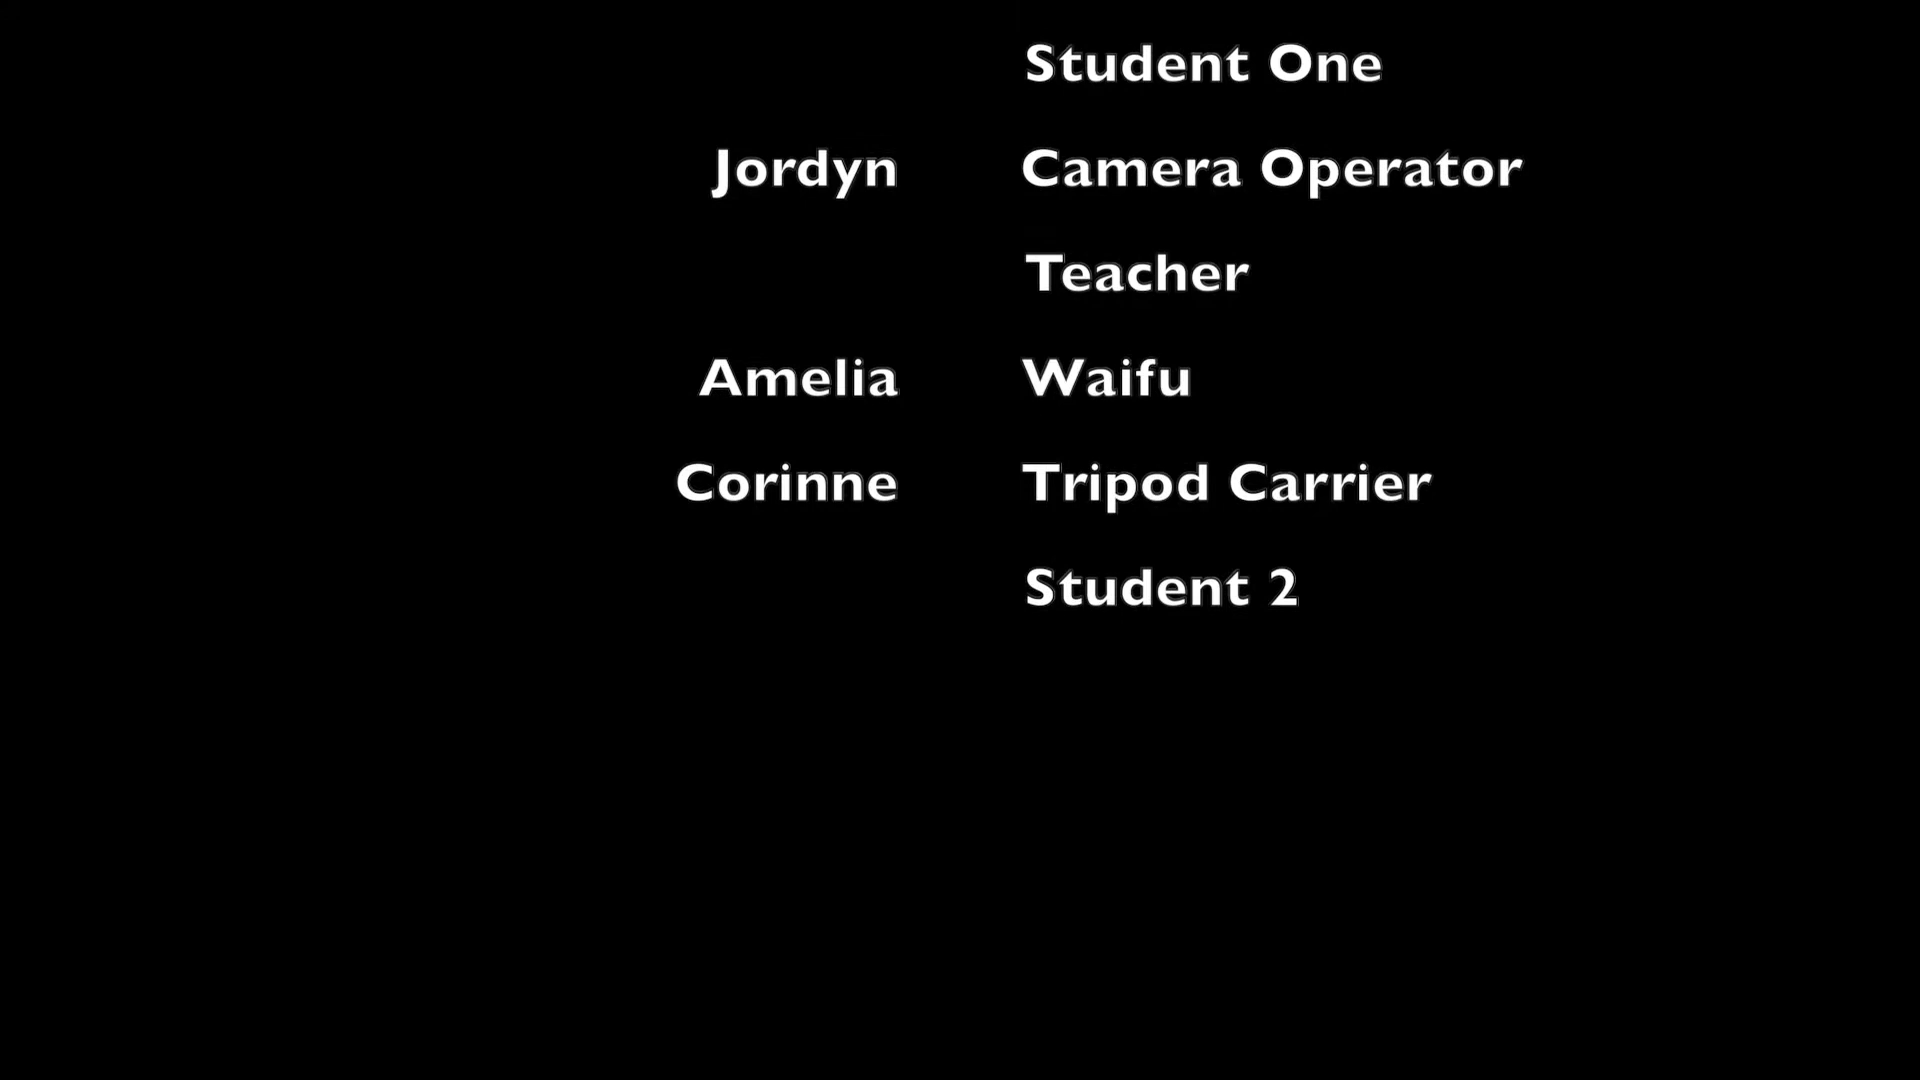 Student One
Jordyn Camera Operator
Teacher
Amelia Waifu
Corinne Tripod Carrier
Student 2